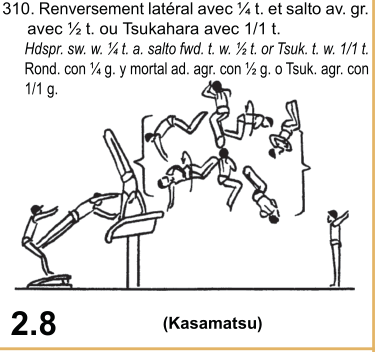 310. Renversement latéral avec ¼ t. et salto av. gr.
avec ½ t. ou Tsukahara avec 1/1 t.
Hdspr. sw. w. ¼ t. a. salto fwd. t. w. ½ t. or Tsuk. t. w. 1/1 t.
Rond. con ¼ g. y mortal ad. agr. con ½ g. o Tsuk. agr. con
1/1 g.
2.8 (Kasamatsu)